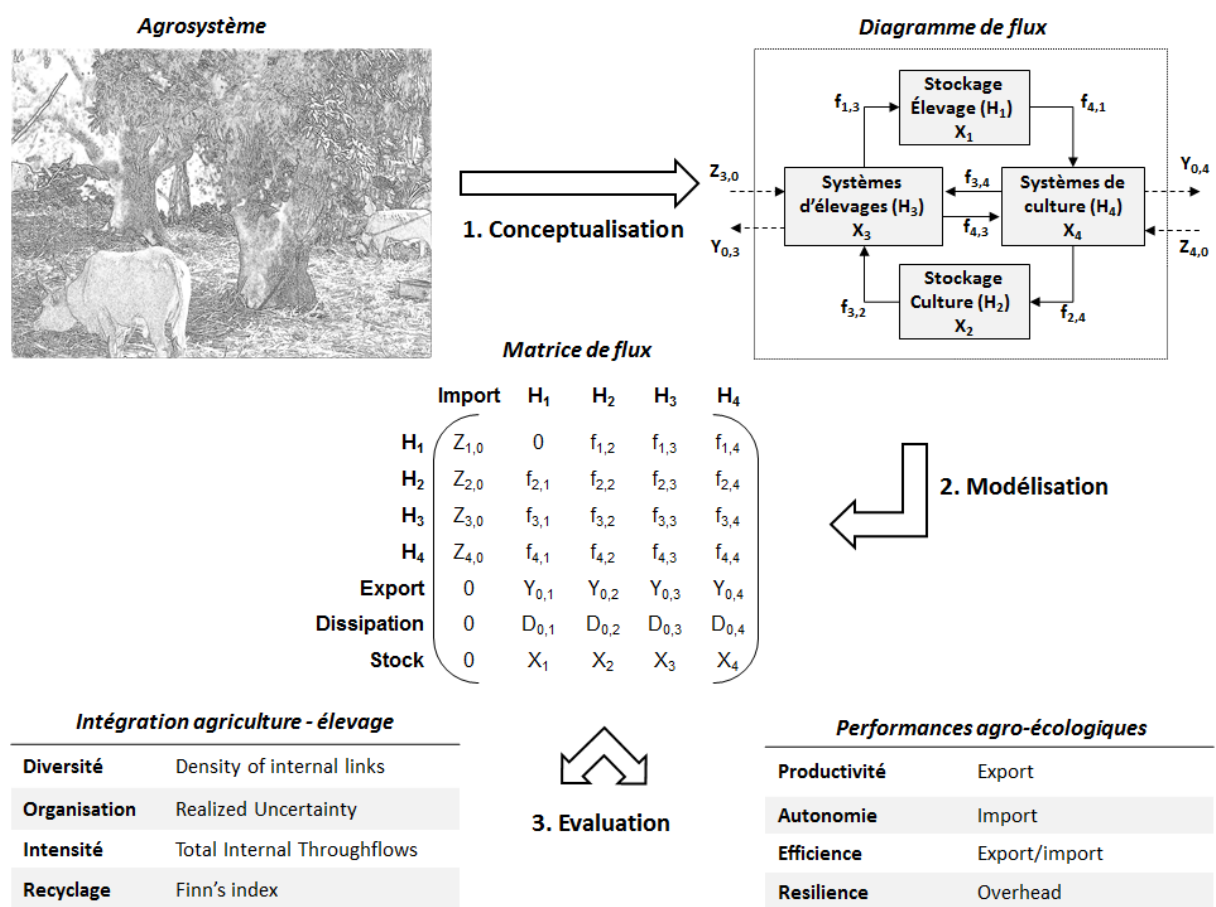 Agrosystème
Diagramme de flux
Stockage
Élevage (H1)
X1
f1,3
f4,1
Z3,0
Y0,3
Systèmes
d'élevages (H3)
X3
f3,4
f4,3
Systèmes de
culture (H4)
X4
Y0,4
Z4,0
Stockage
Culture (H2)
X2
f3,2
f2,4
1. Conceptualisation
Matrice de flux
Import H1 H2 H3 H4
H1 Z1,0 0 f1,2 f1,3 f1,4
H2 Z2,0 f2,1 f2,2 f2,3 f2,4
H3 Z3,0 f3,1 f3,2 f3,3 f3,4
H4 Z4,0 f4,1 f4,2 f4,3 f4,4
Export 0 Y0,1 Y0,2 Y0,3 Y0,4
Dissipation 0 D0,1 D0,2 D0,3 D0,4
Stock 0 X1 X2 X3 X4
2. Modélisation
Intégration agriculture - élevage
Diversité Density of internal links
Organisation Realized Uncertainty
Intensité Total Internal Throughflows
Recyclage Finn's index
3. Evaluation
Performances agro-écologiques
Productivité Export
Autonomie Import
Efficience Export/import
Resilience Overhead